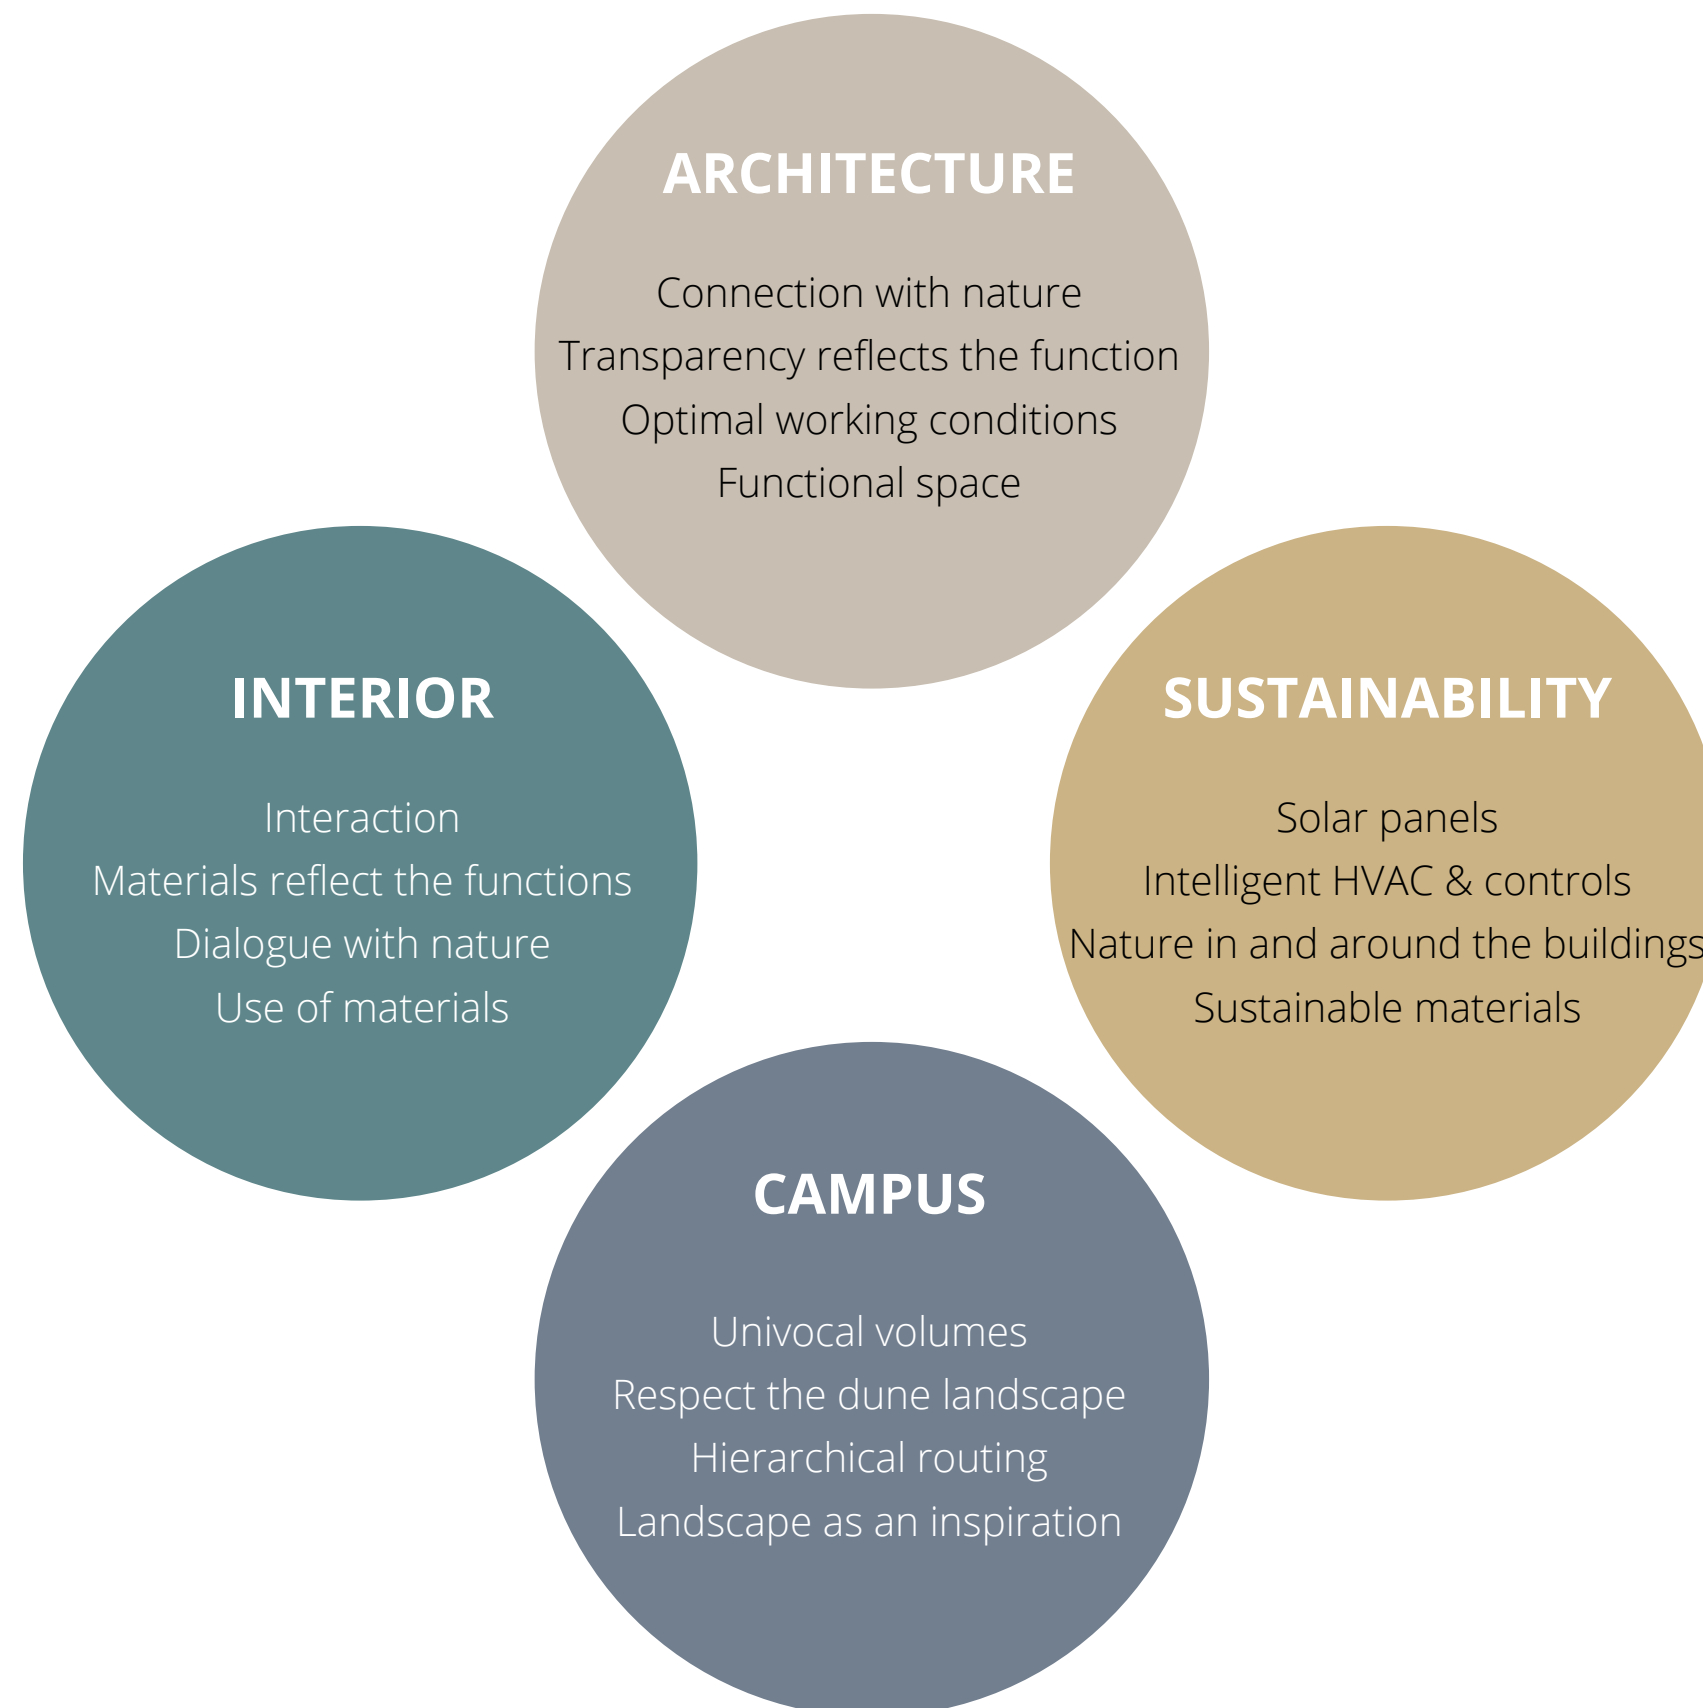 ARCHITECTURE
Connection with nature
Transparency reflects the function
Optimal working conditions
Functional space
INTERIOR
Interaction
Materials reflect the functions
Dialogue with nature
Use of materials
SUSTAINABILITY
Solar panels
Intelligent HVAC & controls
Nature in and around the buildings
Sustainable materials
CAMPUS
Univocal volumes
Respect the dune landscape
Hierarchical routing
Landscape as an inspiration